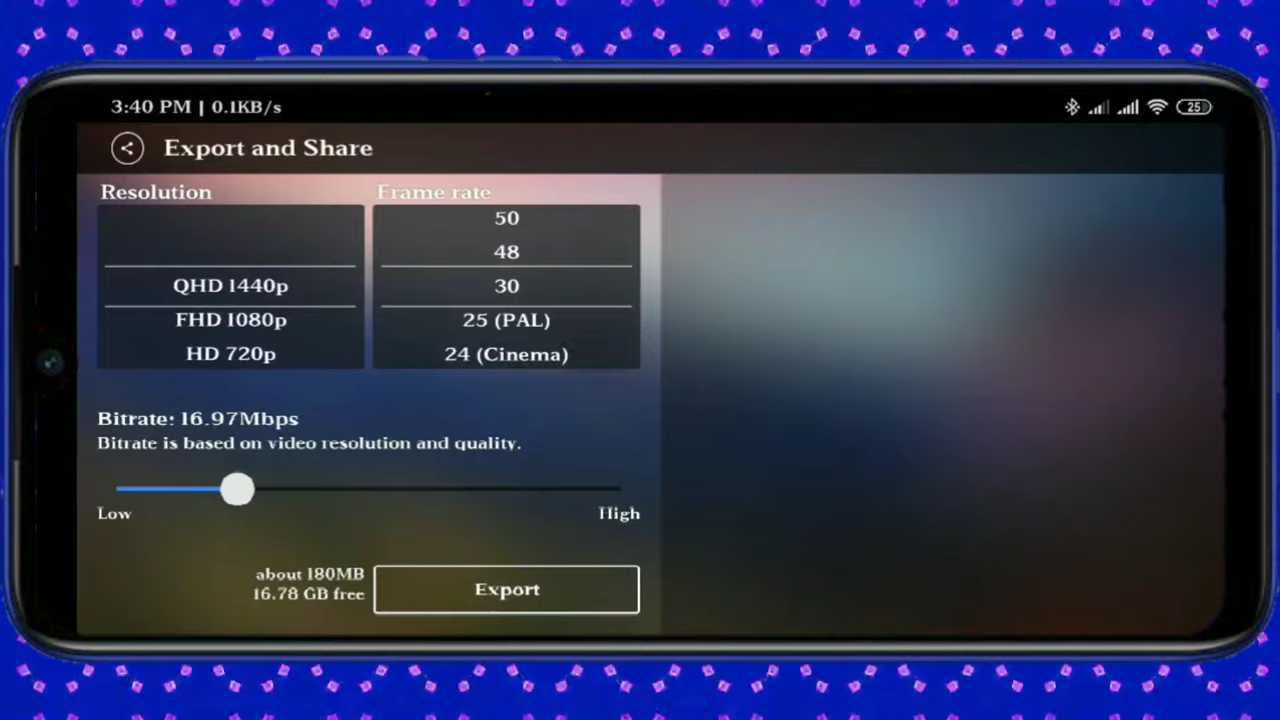 3:40 PM | 0.1KB/s
25
Export and Share
Resolution
Frame rate
50
48
QHD 1440p
30
FHD 1080p
25 (PAL)
HD 720p
24 (Cinema)
Bitrate: 16.97Mbps
Bitrate is based on video resolution and quality.
Low
High
about 180MB
16.78 GB free
Export